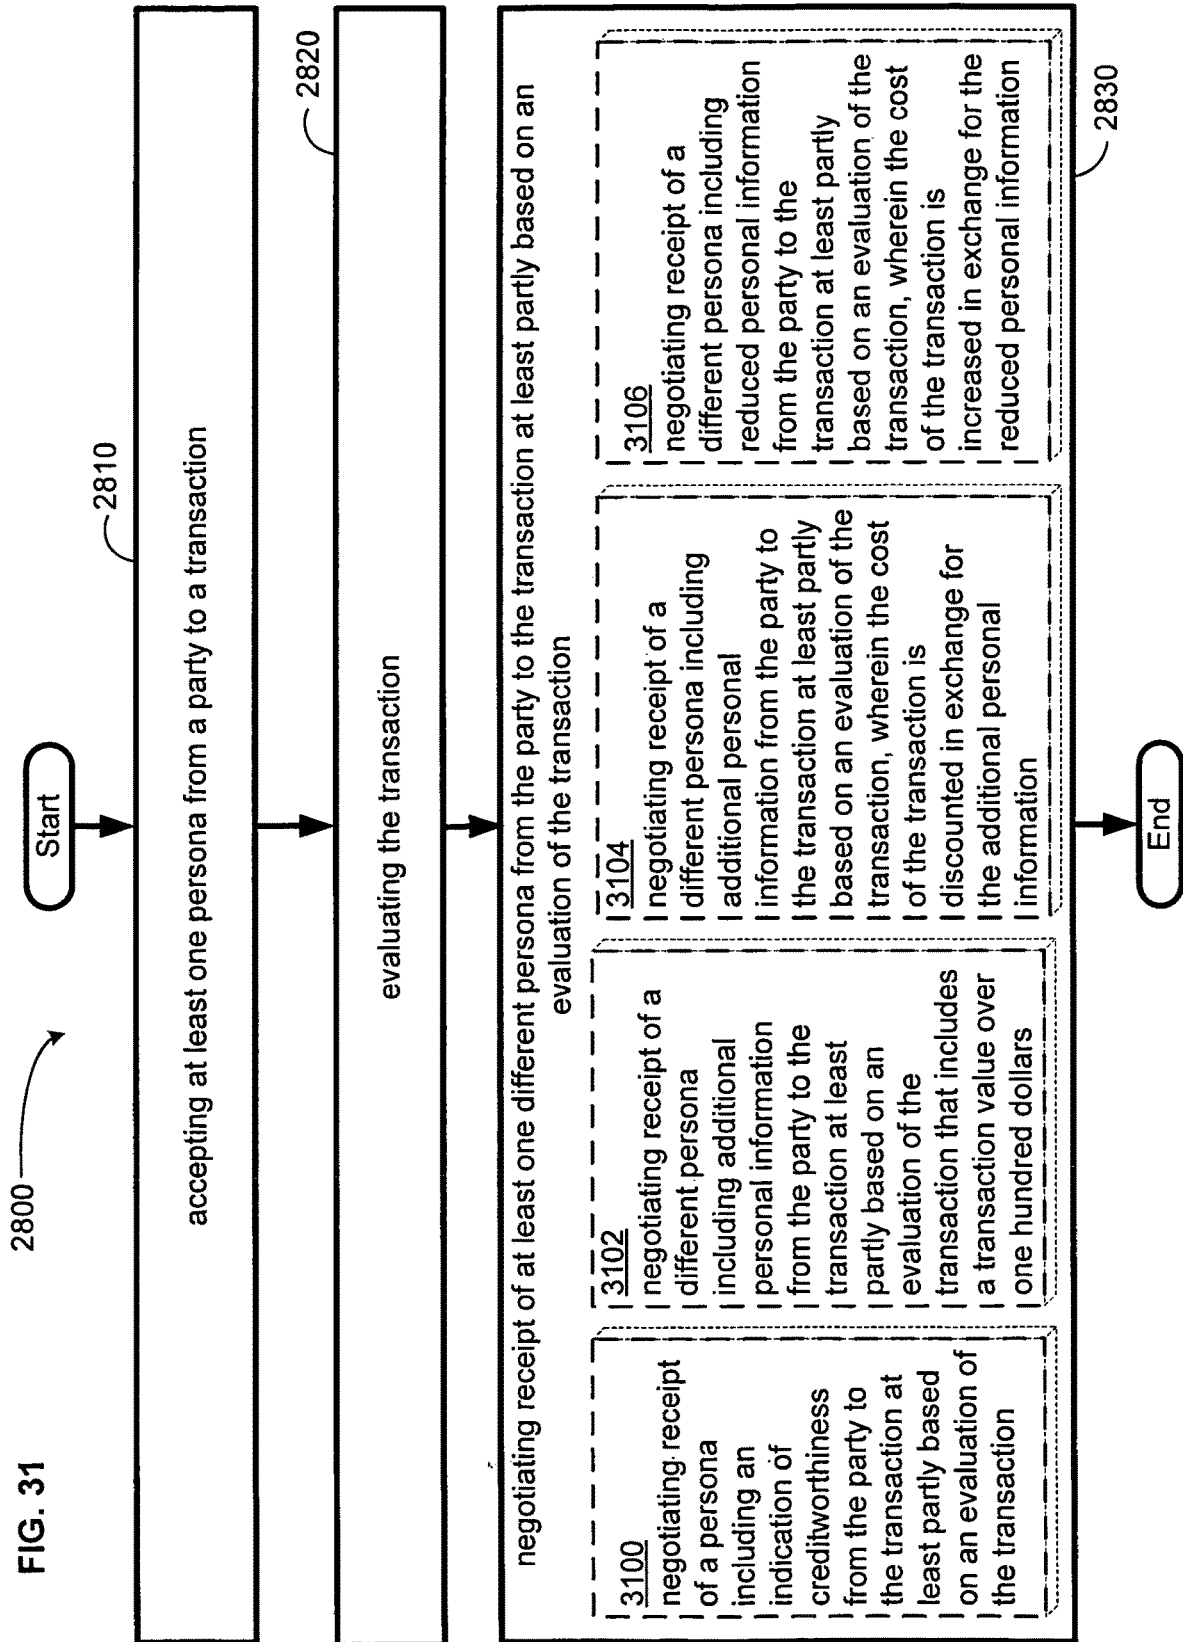 FIG. 31
2800
Start
2810
accepting at least one persona from a party to a transaction
2820
evaluating the transaction
negotiating receipt of at least one different persona from the party to the transaction at least partly based on an
evaluation of the transaction
3100
negotiating receipt
of a persona
including an
indication of
creditworthiness
from the party to
the transaction at
least partly based
on an evaluation of
the transaction
3102
negotiating receipt of a
different persona
including additional
personal information
from the party to the
transaction at least
partly based on an
evaluation of the
transaction that includes
a transaction value over
one hundred dollars
3104
negotiating receipt of a
different persona including
additional personal
information from the party to
the transaction at least partly
based on an evaluation of the
transaction, wherein the cost
of the transaction is
discounted in exchange for
the additional personal
information
3106
negotiating receipt of a
different persona including
reduced personal information
from the party to the
transaction at least partly
based on an evaluation of the
transaction, wherein the cost
of the transaction is
increased in exchange for the
reduced personal information
2830
End